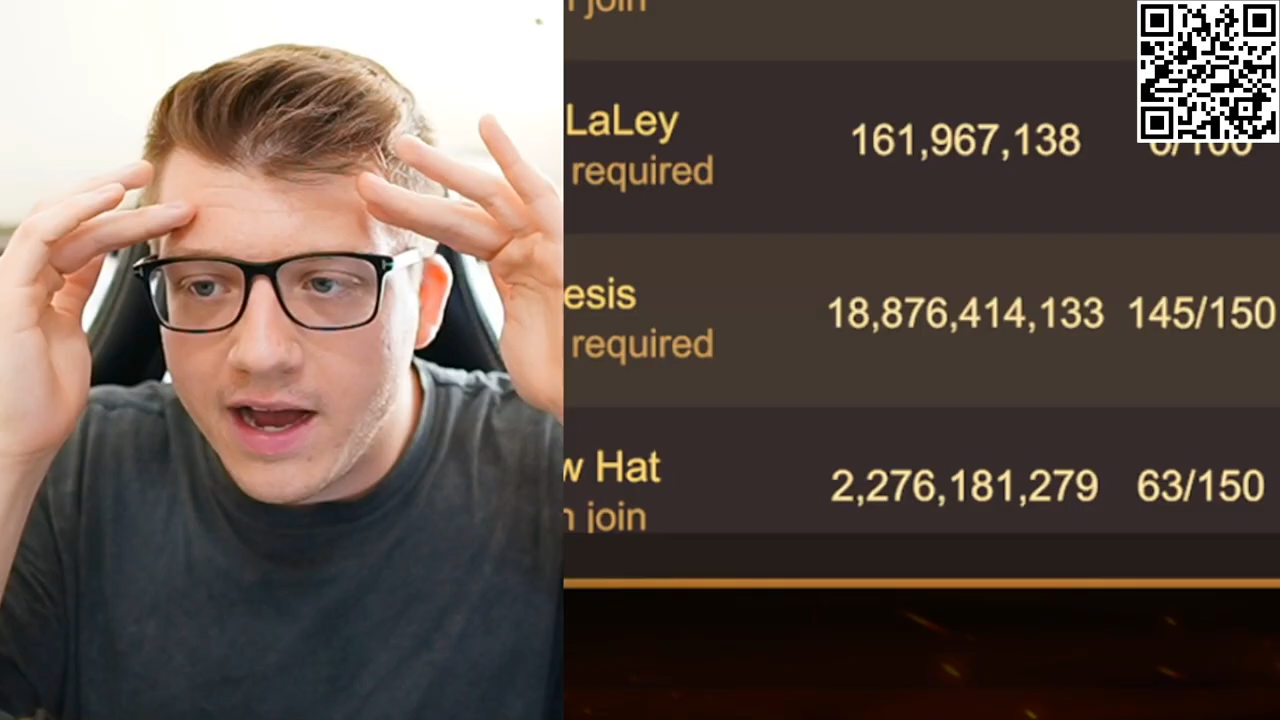 join
LaLey
161,967,138
required
esis
18,876,414,133 145/150
required
w Hat
2,276,181,279 63/150
join